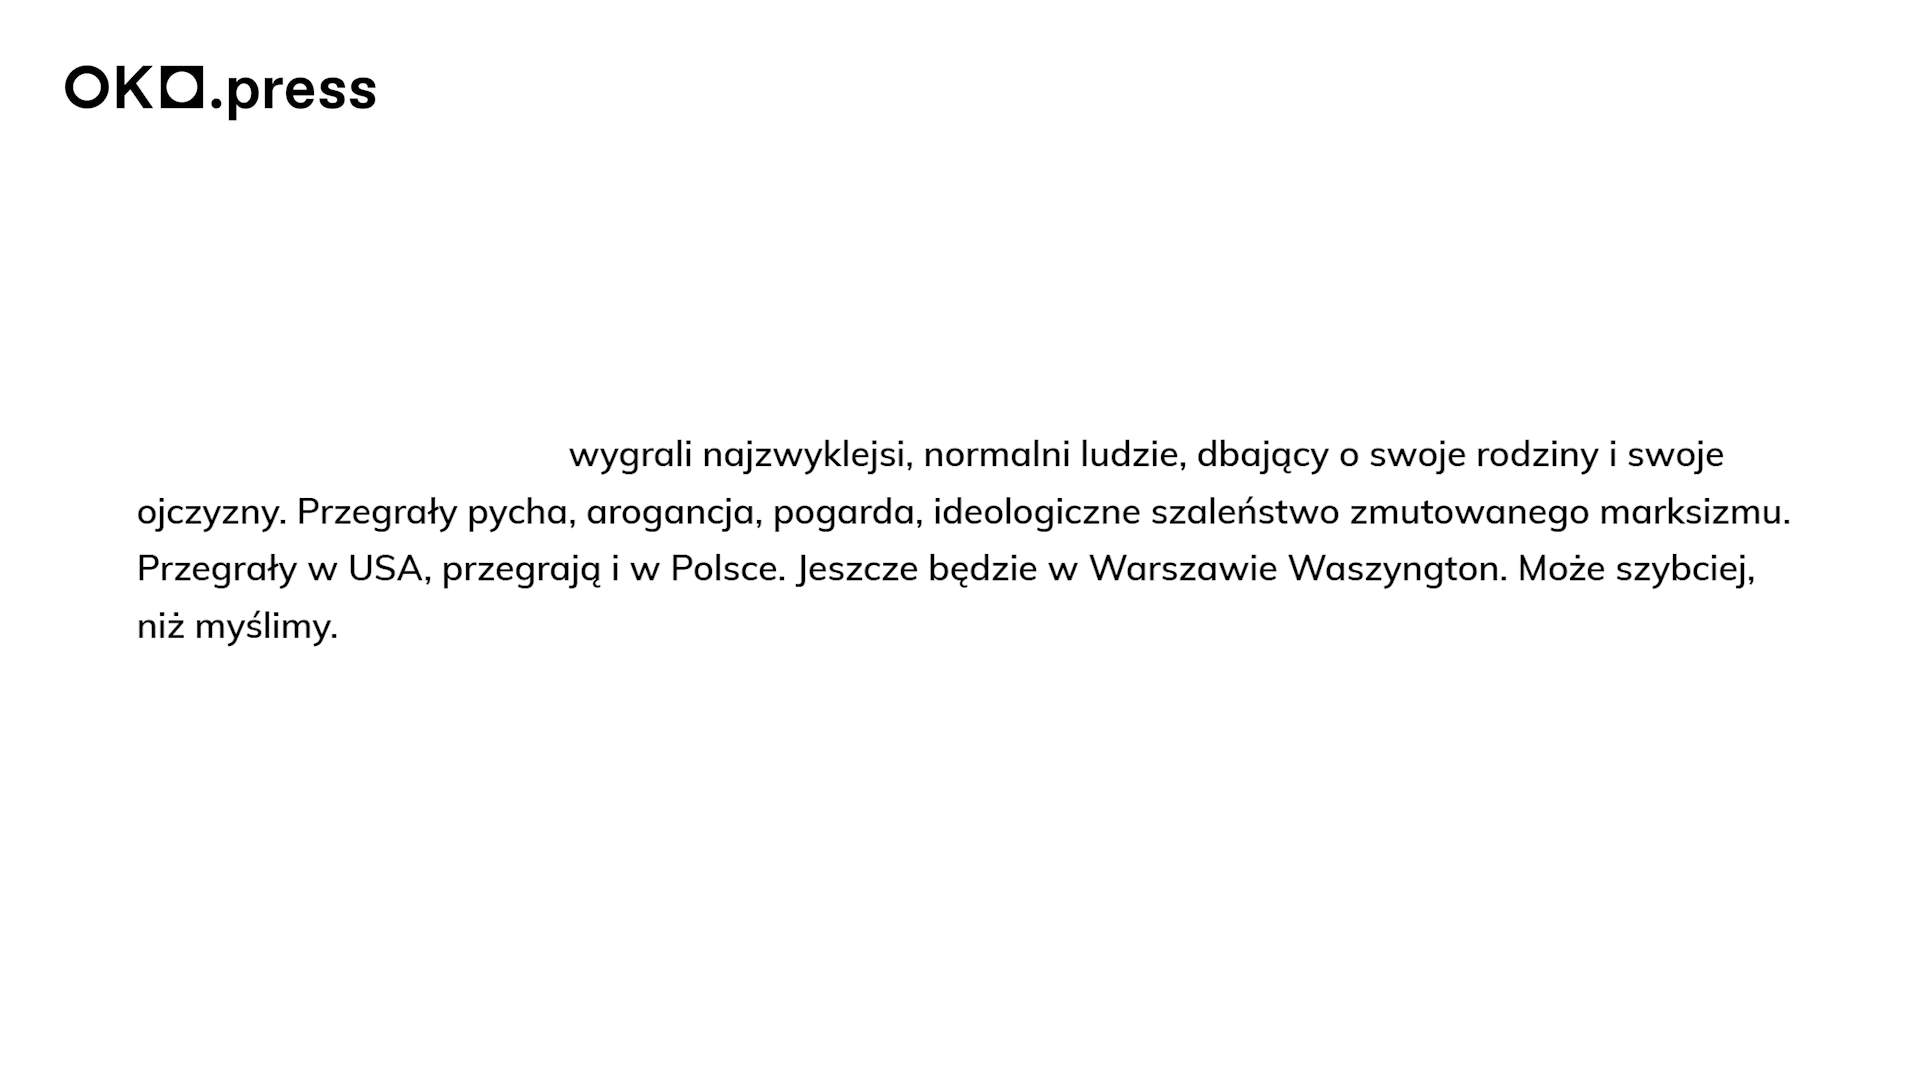 OKO.press
wygrali najzwyklejsi, normalni ludzie, dbający o swoje rodziny i swoje
ojczyzny. Przegrały pycha, arogancja, pogarda, ideologiczne szaleństwo zmutowanego marksizmu.
Przegrały w USA, przegrają i w Polsce. Jeszcze będzie w Warszawie Waszyngton. Może szybciej,
niż myślimy.